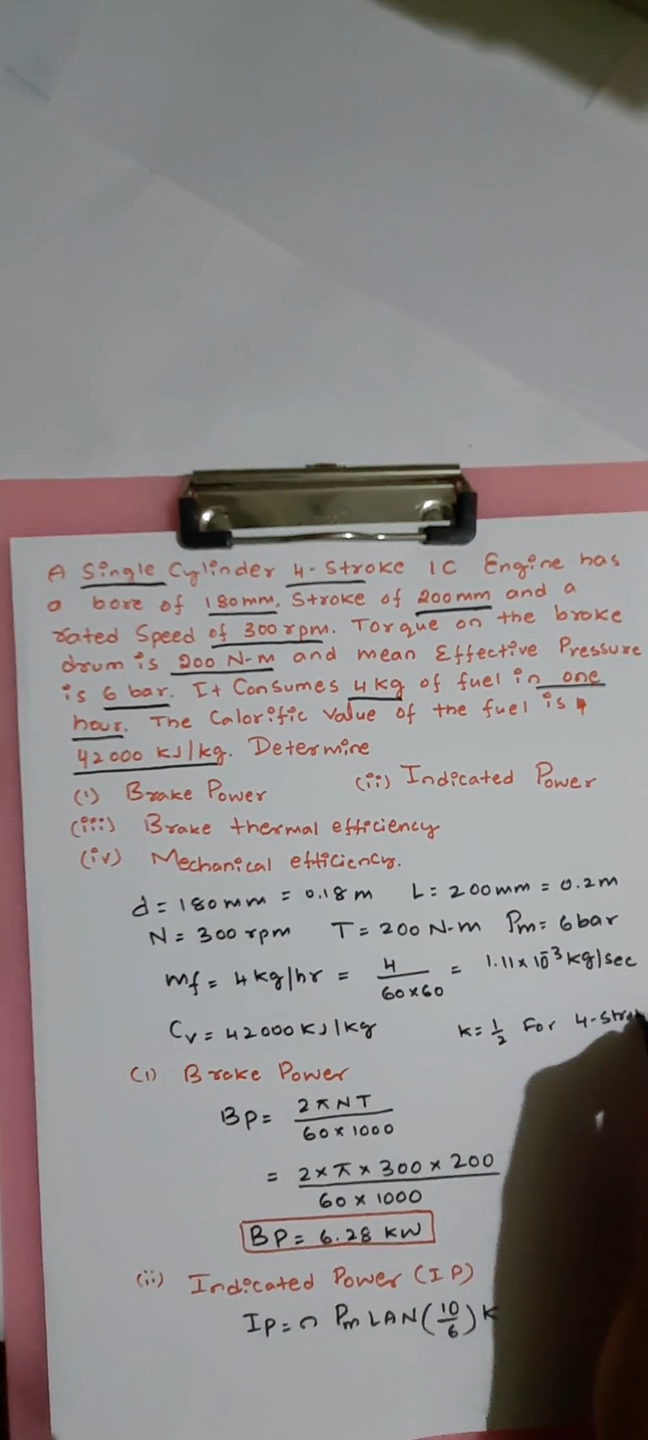 A Single Cylinder 4-Stroke IC Engine has
a bore of 180mm, Stroke of 200mm and a
rated Speed of 300 rpm. Torque on the brake
drum is 200 N-m and mean Effective Pressure
is 6 bar. It Consumes 4 kg of fuel in one
hour. The Calorific Value of the fuel is
42000 KJ/kg. Determine
(i) Brake Power (ii) Indicated Power
(iii) Brake thermal efficiency
(iv) Mechanical efficiency.
d = 180mm = 0.18m L = 200mm = 0.2m
N = 300 rpm T = 200 N-m Pm = 6 bar
mf = 4 kg/hr = 4/(60×60) = 1.11×10⁻³ kg/sec
Cv = 42000 KJ/kg K = 1/2 For 4-Str
(i) Brake Power
BP = 2πNT/(60×1000)
= (2×π×300×200)/(60×1000)
BP = 6.28 KW
(ii) Indicated Power (IP)
IP = n Pm LAN(10/6) K